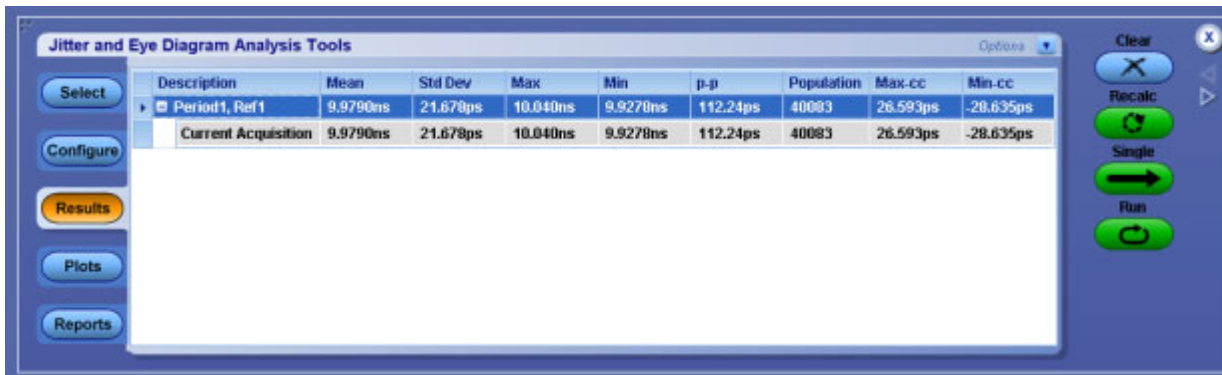 Jitter and Eye Diagram Analysis Tools
Options
Clear
Select
Configure
Results
Plots
Reports
Description Mean Std Dev Max Min p-p Population Max-cc Min-cc
Period1, Ref1 9.9790ns 21.678ps 10.040ns 9.9278ns 112.24ps 40083 26.593ps -28.635ps
Current Acquisition 9.9790ns 21.678ps 10.040ns 9.9278ns 112.24ps 40083 26.593ps -28.635ps
Recalc
Single
Run